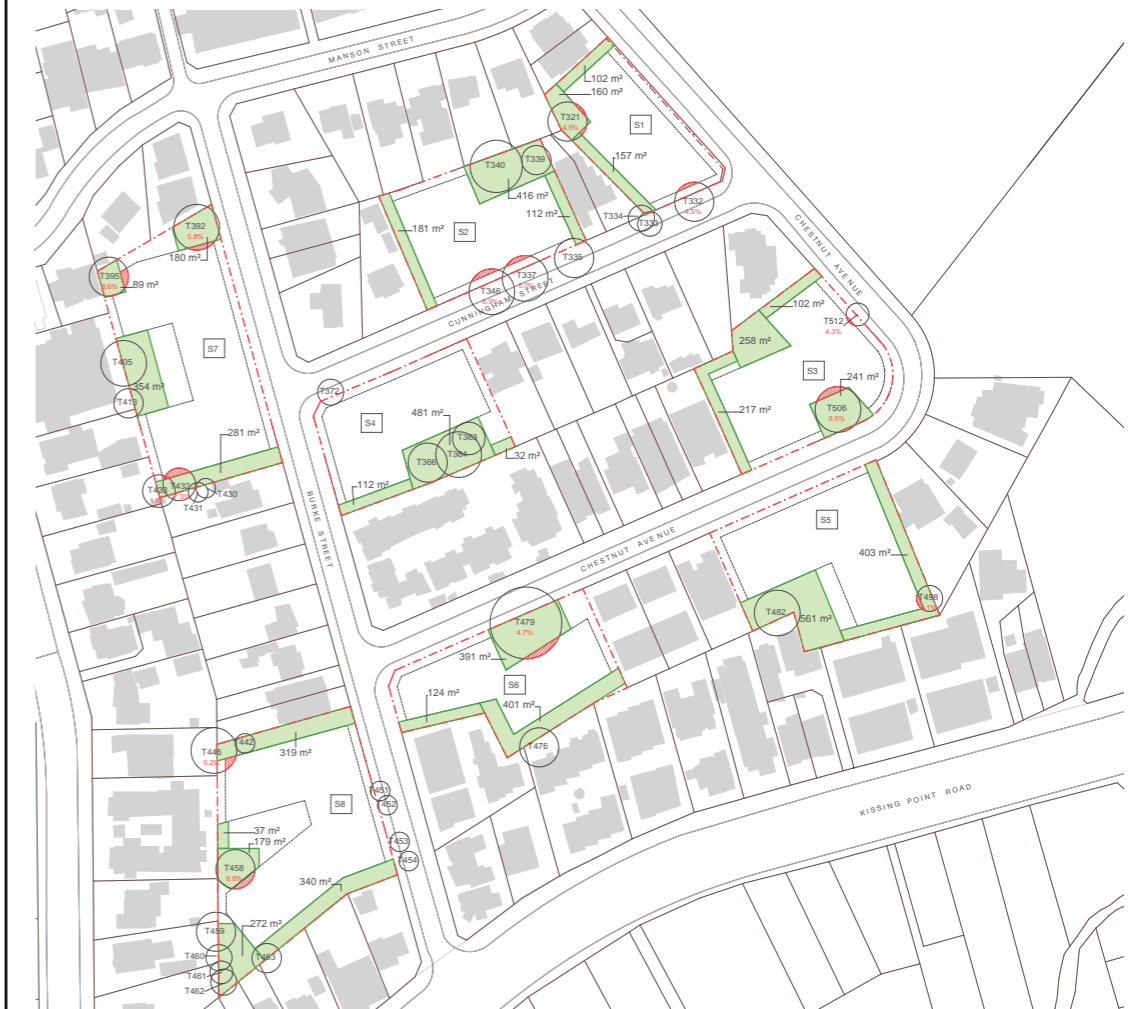 MANSON STREET
102 m²
160 m²
T321
4.5%
S1
T340
T339
157 m²
416 m²
T332
4.5%
T334
T333
112 m²
181 m²
S2
T335
T337
T346
CUNNINGHAM STREET
CHESTNUT AVENUE
T392
5.8%
180 m²
T395
89 m²
S7
T405
354 m²
T413
281 m²
T433
T432
T430
T431
T372
S4
481 m²
T363
T364
T366
32 m²
112 m²
BURKE STREET
102 m²
T512
4.3%
258 m²
S3
241 m²
T506
217 m²
CHESTNUT AVENUE
S5
403 m²
T498
T482
561 m²
T479
4.7%
391 m²
S6
124 m²
401 m²
T476
T446
5.2%
T442
319 m²
S8
T451
T452
T453
T454
37 m²
179 m²
T458
9.8%
340 m²
272 m²
T459
T460
T463
T461
T462
KISSING POINT ROAD